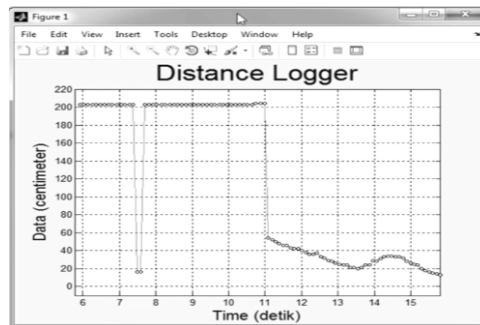 Figure 1
File Edit View Insert Tools Desktop Window Help
Distance Logger
Data (centimeter)
220
200
180
160
140
120
100
80
60
40
20
0
6 7 8 9 10 11 12 13 14 15
Time (detik)